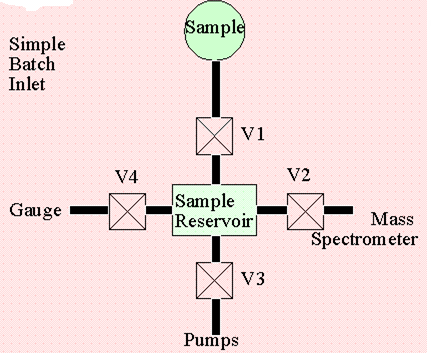 Sample
Simple
Batch
Inlet
V1
V4
V2
Gauge
Sample
Reservoir
Mass
Spectrometer
V3
Pumps